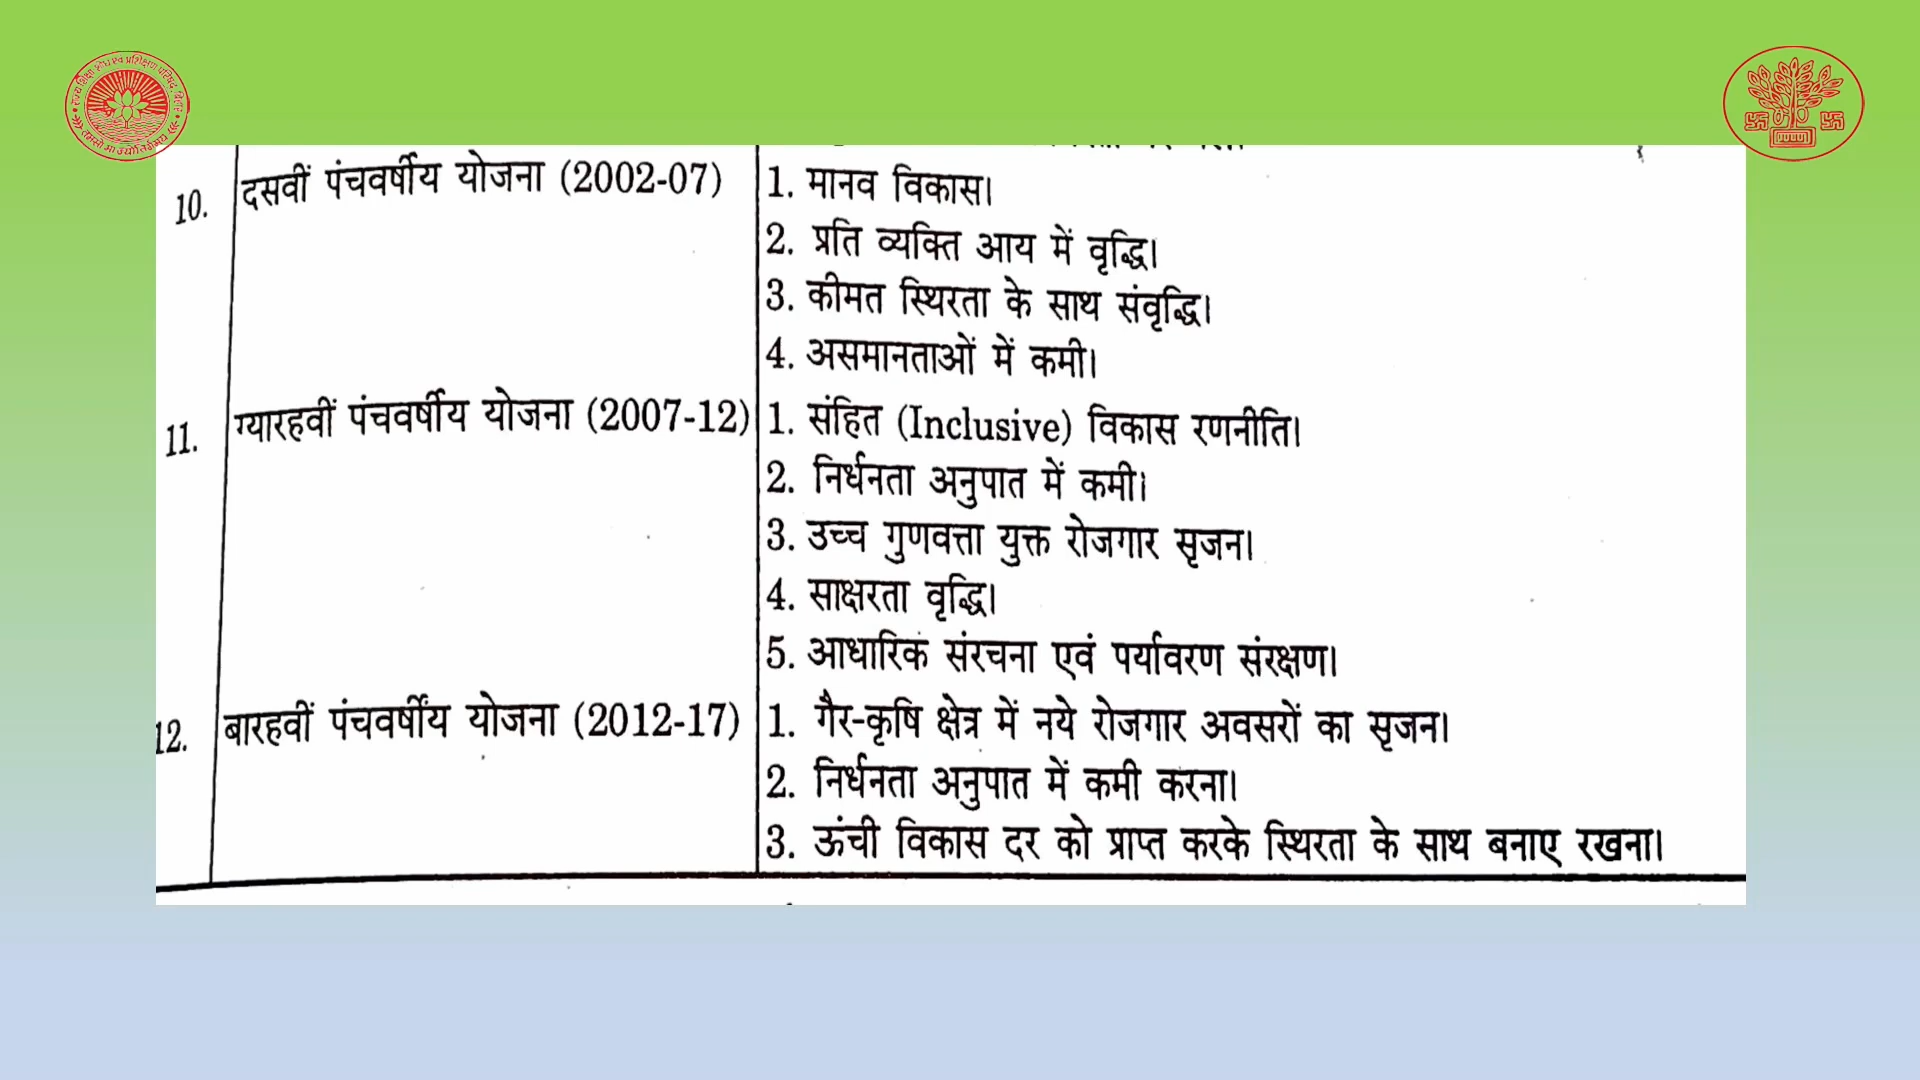 10. दसवीं पंचवर्षीय योजना (2002-07)
1. मानव विकास।
2. प्रति व्यक्ति आय में वृद्धि।
3. कीमत स्थिरता के साथ संवृद्धि।
4. असमानताओं में कमी।
11. ग्यारहवीं पंचवर्षीय योजना (2007-12)
1. संहित (Inclusive) विकास रणनीति।
2. निर्धनता अनुपात में कमी।
3. उच्च गुणवत्ता युक्त रोजगार सृजन।
4. साक्षरता वृद्धि।
5. आधारिक संरचना एवं पर्यावरण संरक्षण।
12. बारहवीं पंचवर्षीय योजना (2012-17)
1. गैर-कृषि क्षेत्र में नये रोजगार अवसरों का सृजन।
2. निर्धनता अनुपात में कमी करना।
3. ऊंची विकास दर को प्राप्त करके स्थिरता के साथ बनाए रखना।